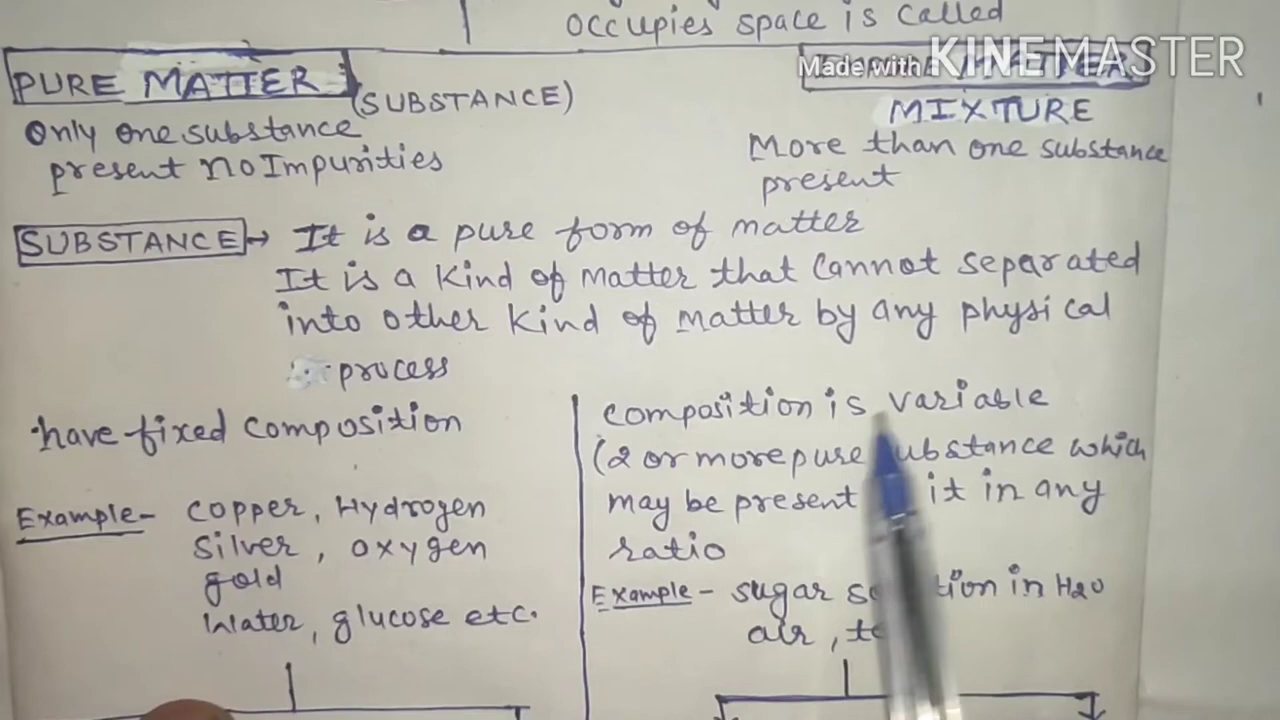 occupies space is called
Made with KINEMASTER
PURE MATTER
(SUBSTANCE)
Only one substance
present no Impurities
MATTER
MIXTURE
More than one substance
present
SUBSTANCE → It is a pure form of matter
It is a kind of matter that cannot separated
into other kind of matter by any physical
process
have fixed composition
Example - copper, Hydrogen
silver, oxygen
gold
Water, glucose etc.
composition is variable
(2 or more pure substance which
may be present it in any
ratio
Example - sugar in H2O
air,